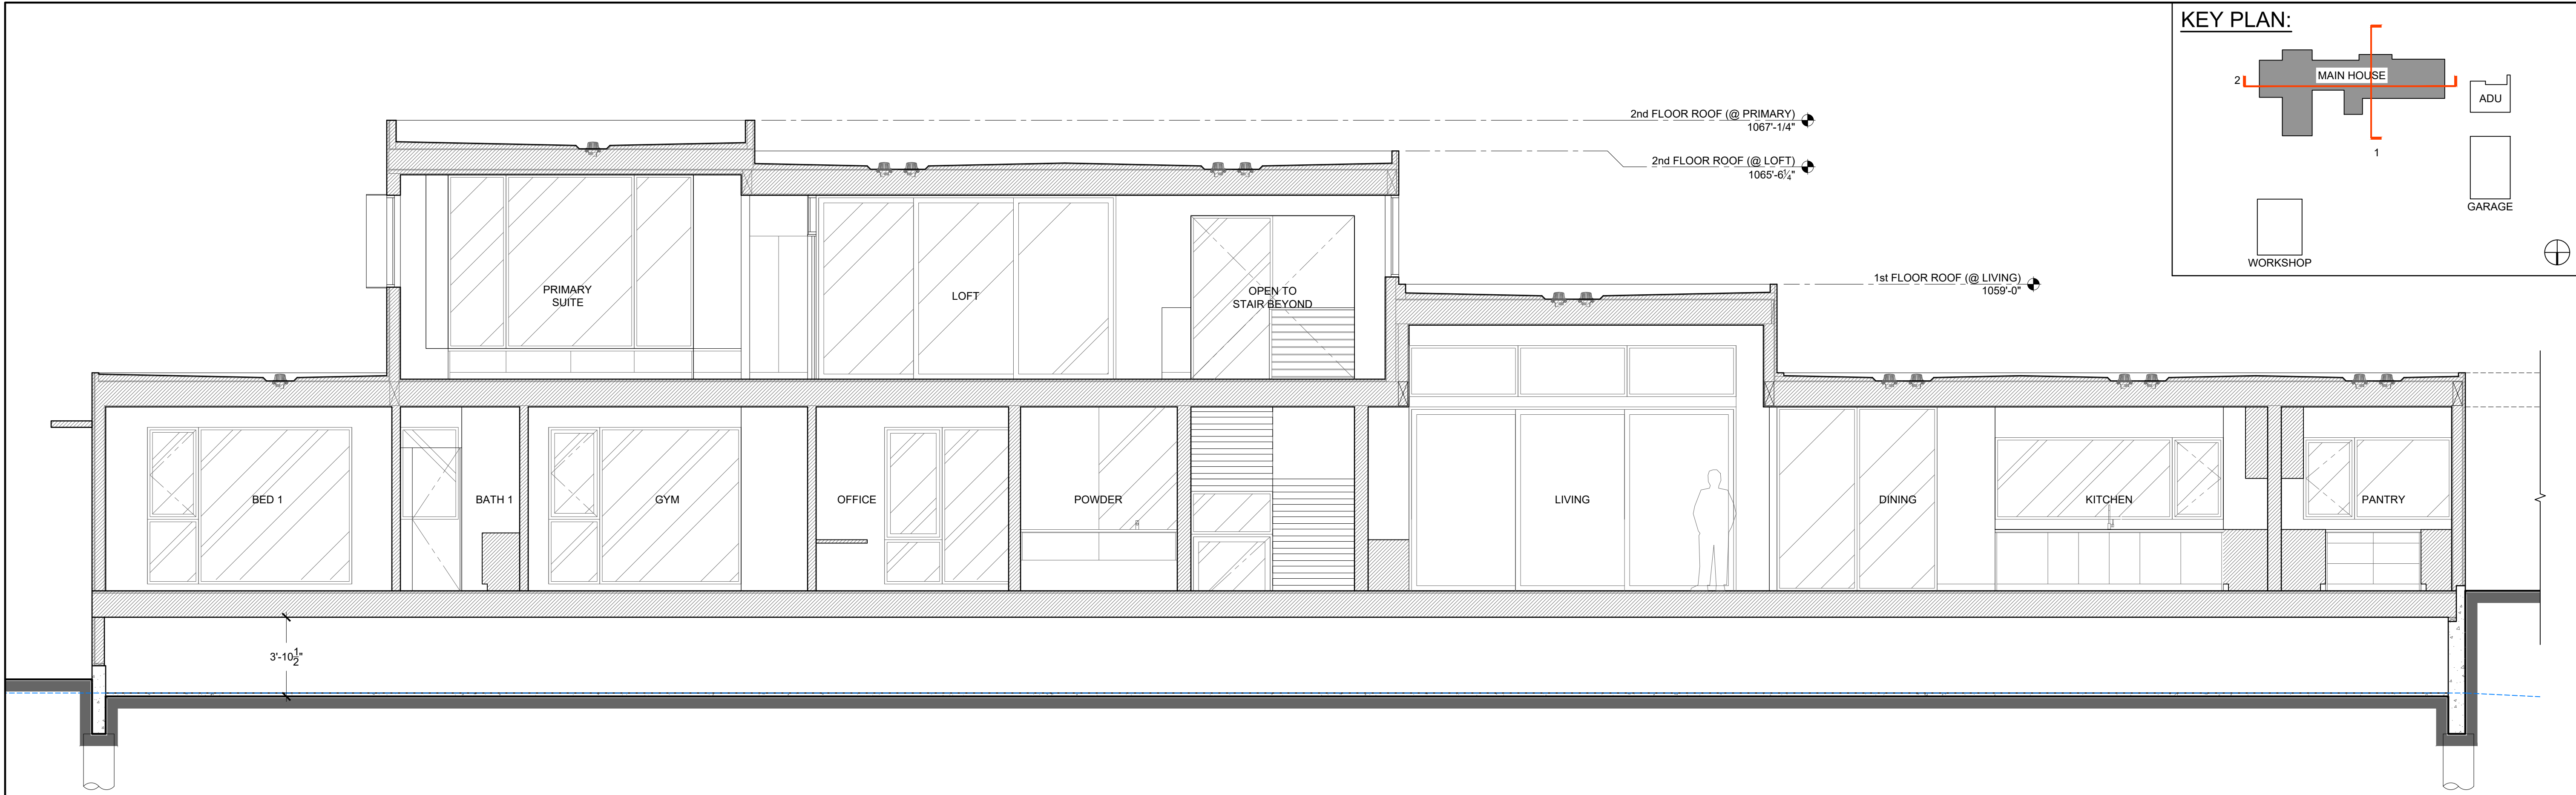 KEY PLAN:
MAIN HOUSE
2
ADU
1
GARAGE
WORKSHOP
2nd FLOOR ROOF (@ PRIMARY)
1067'-1/4"
2nd FLOOR ROOF (@ LOFT)
1065'-6¼"
1st FLOOR ROOF (@ LIVING)
1059'-0"
PRIMARY
SUITE
LOFT
OPEN TO
STAIR BEYOND
BED 1
BATH 1
GYM
OFFICE
POWDER
LIVING
DINING
KITCHEN
PANTRY
3'-10½"